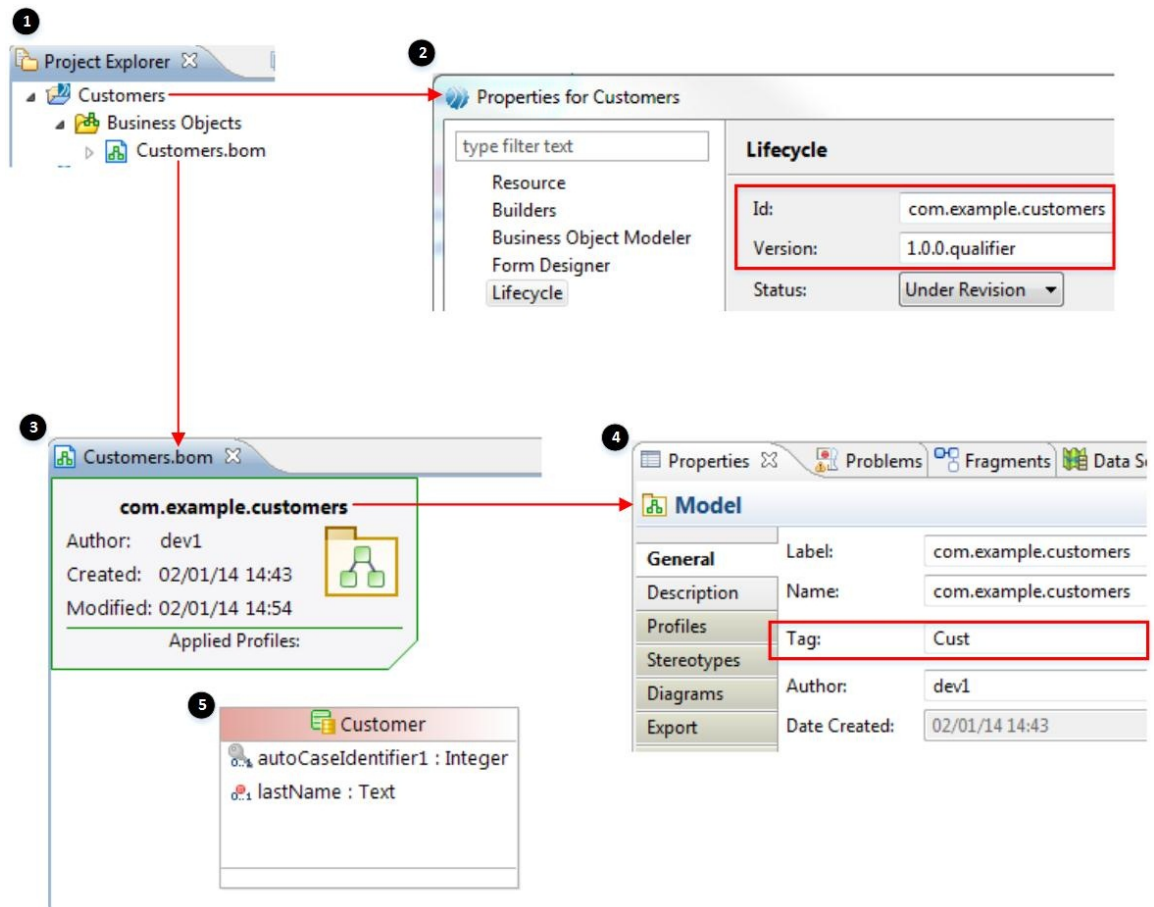 1
Project Explorer
Customers
Business Objects
Customers.bom
2
Properties for Customers
type filter text
Resource
Builders
Business Object Modeler
Form Designer
Lifecycle
Lifecycle
Id: com.example.customers
Version: 1.0.0.qualifier
Status: Under Revision
3
Customers.bom
com.example.customers
Author: dev1
Created: 02/01/14 14:43
Modified: 02/01/14 14:54
Applied Profiles:
5
Customer
autoCaseIdentifier1 : Integer
0..1 lastName : Text
4
Properties Problems Fragments Data S
Model
General
Description
Profiles
Stereotypes
Diagrams
Export
Label: com.example.customers
Name: com.example.customers
Tag: Cust
Author: dev1
Date Created: 02/01/14 14:43